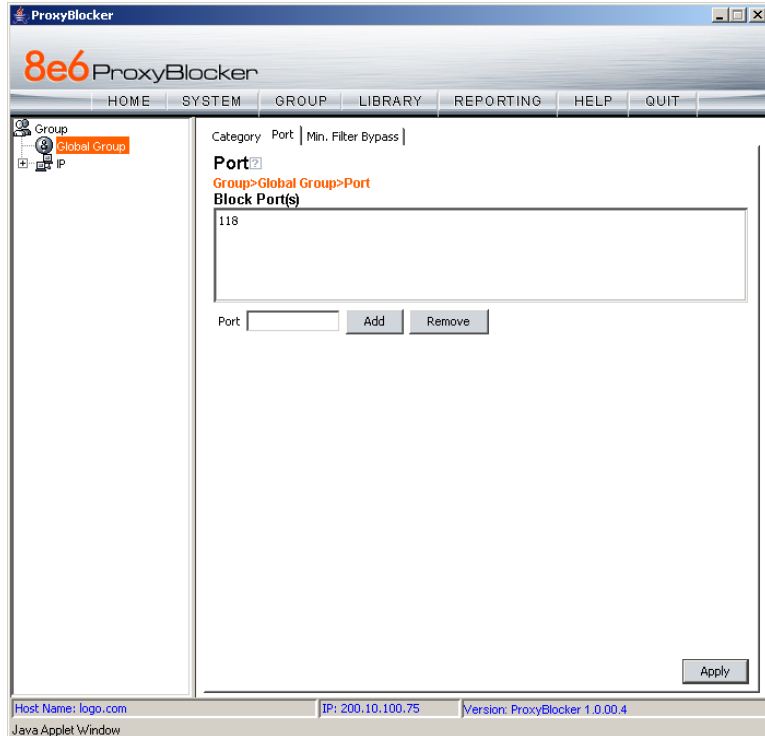 ProxyBlocker
8e6 ProxyBlocker
HOME SYSTEM GROUP LIBRARY REPORTING HELP QUIT
Group
Global Group
IP
Category Port Min. Filter Bypass
Port ?
Group>Global Group>Port
Block Port(s)
118
Port Add Remove
Apply
Host Name: logo.com IP: 200.10.100.75 Version: ProxyBlocker 1.0.00.4
Java Applet Window